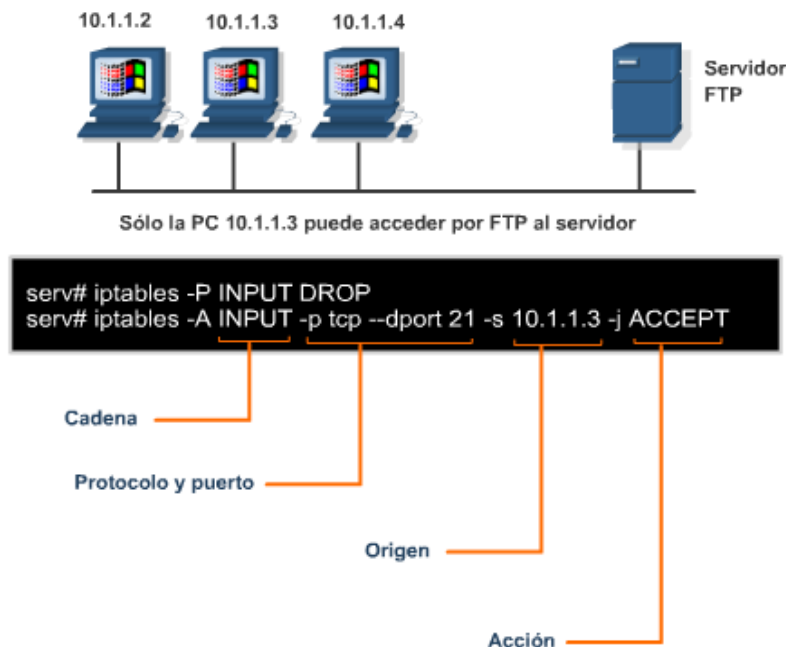 10.1.1.2 10.1.1.3 10.1.1.4
Servidor
FTP
Sólo la PC 10.1.1.3 puede acceder por FTP al servidor
serv# iptables -P INPUT DROP
serv# iptables -A INPUT -p tcp --dport 21 -s 10.1.1.3 -j ACCEPT
Cadena
Protocolo y puerto
Origen
Acción